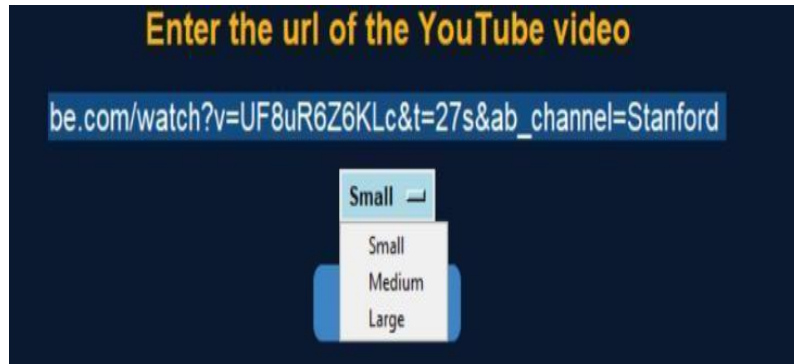 Enter the url of the YouTube video
be.com/watch?v=UF8uR6Z6KLc&t=27s&ab_channel=Stanford
Small
Small
Medium
Large